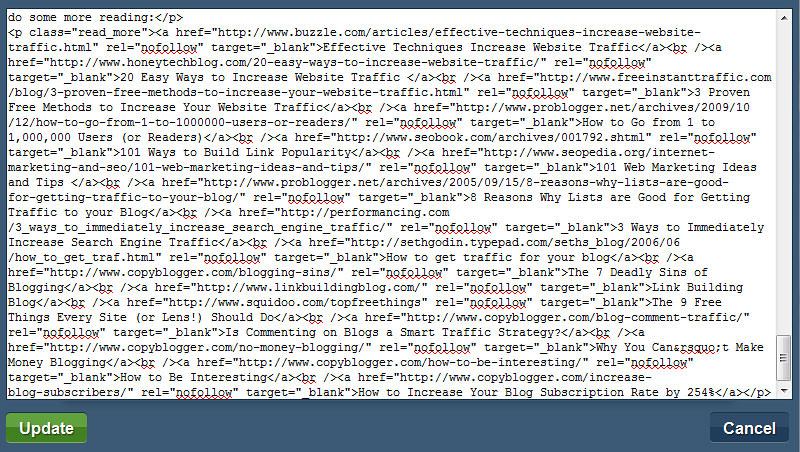 do some more reading:</p>
<p class="read_more"><a href="http://www.buzzle.com/articles/effective-techniques-increase-website-
traffic.html" rel="nofollow" target="_blank">Effective Techniques Increase Website Traffic</a><br /><a
href="http://www.honeytechblog.com/20-easy-ways-to-increase-website-traffic/" rel="nofollow"
target="_blank">20 Easy Ways to Increase Website Traffic </a><br /><a href="http://www.freeinstanttraffic.com
/blog/3-proven-free-methods-to-increase-your-website-traffic.html" rel="nofollow" target="_blank">3 Proven
Free Methods to Increase Your Website Traffic</a><br /><a href="http://www.problogger.net/archives/2009/10
/12/how-to-go-from-1-to-1000000-users-or-readers/" rel="nofollow" target="_blank">How to Go from 1 to
1,000,000 Users (or Readers)</a><br /><a href="http://www.seobook.com/archives/001792.shtml" rel="nofollow"
target="_blank">101 Ways to Build Link Popularity</a><br /><a href="http://www.seopedia.org/internet-
marketing-and-seo/101-web-marketing-ideas-and-tips/" rel="nofollow" target="_blank">101 Web Marketing Ideas
and Tips </a><br /><a href="http://www.problogger.net/archives/2005/09/15/8-reasons-why-lists-are-good-
for-getting-traffic-to-your-blog/" rel="nofollow" target="_blank">8 Reasons Why Lists are Good for Getting
Traffic to your Blog</a><br /><a href="http://performancing.com
/3_ways_to_immediately_increase_search_engine_traffic/" rel="nofollow" target="_blank">3 Ways to Immediately
Increase Search Engine Traffic</a><br /><a href="http://sethgodin.typepad.com/seths_blog/2006/06
/how_to_get_traf.html" rel="nofollow" target="_blank">How to get traffic for your blog</a><br /><a
href="http://www.copyblogger.com/blogging-sins/" rel="nofollow" target="_blank">The 7 Deadly Sins of
Blogging</a><br /><a href="http://www.linkbuildingblog.com/" rel="nofollow" target="_blank">Link Building
Blog</a><br /><a href="http://www.squidoo.com/topfreethings" rel="nofollow" target="_blank">The 9 Free
Things Every Site (or Lens!) Should Do</a><br /><a href="http://www.copyblogger.com/blog-comment-traffic/"
rel="nofollow" target="_blank">Is Commenting on Blogs a Smart Traffic Strategy?</a><br /><a
href="http://www.copyblogger.com/no-money-blogging/" rel="nofollow" target="_blank">Why You Can&rsquo;t Make
Money Blogging</a><br /><a href="http://www.copyblogger.com/how-to-be-interesting/" rel="nofollow"
target="_blank">How to Be Interesting</a><br /><a href="http://www.copyblogger.com/increase-
blog-subscribers/" rel="nofollow" target="_blank">How to Increase Your Blog Subscription Rate by 254%</a></p>
Update
Cancel